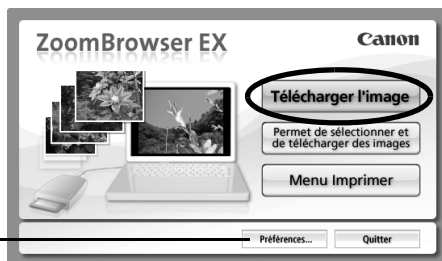 ZoomBrowser EX
Canon
Télécharger l'image
Permet de sélectionner et
de télécharger des images
Menu Imprimer
Préférences...
Quitter